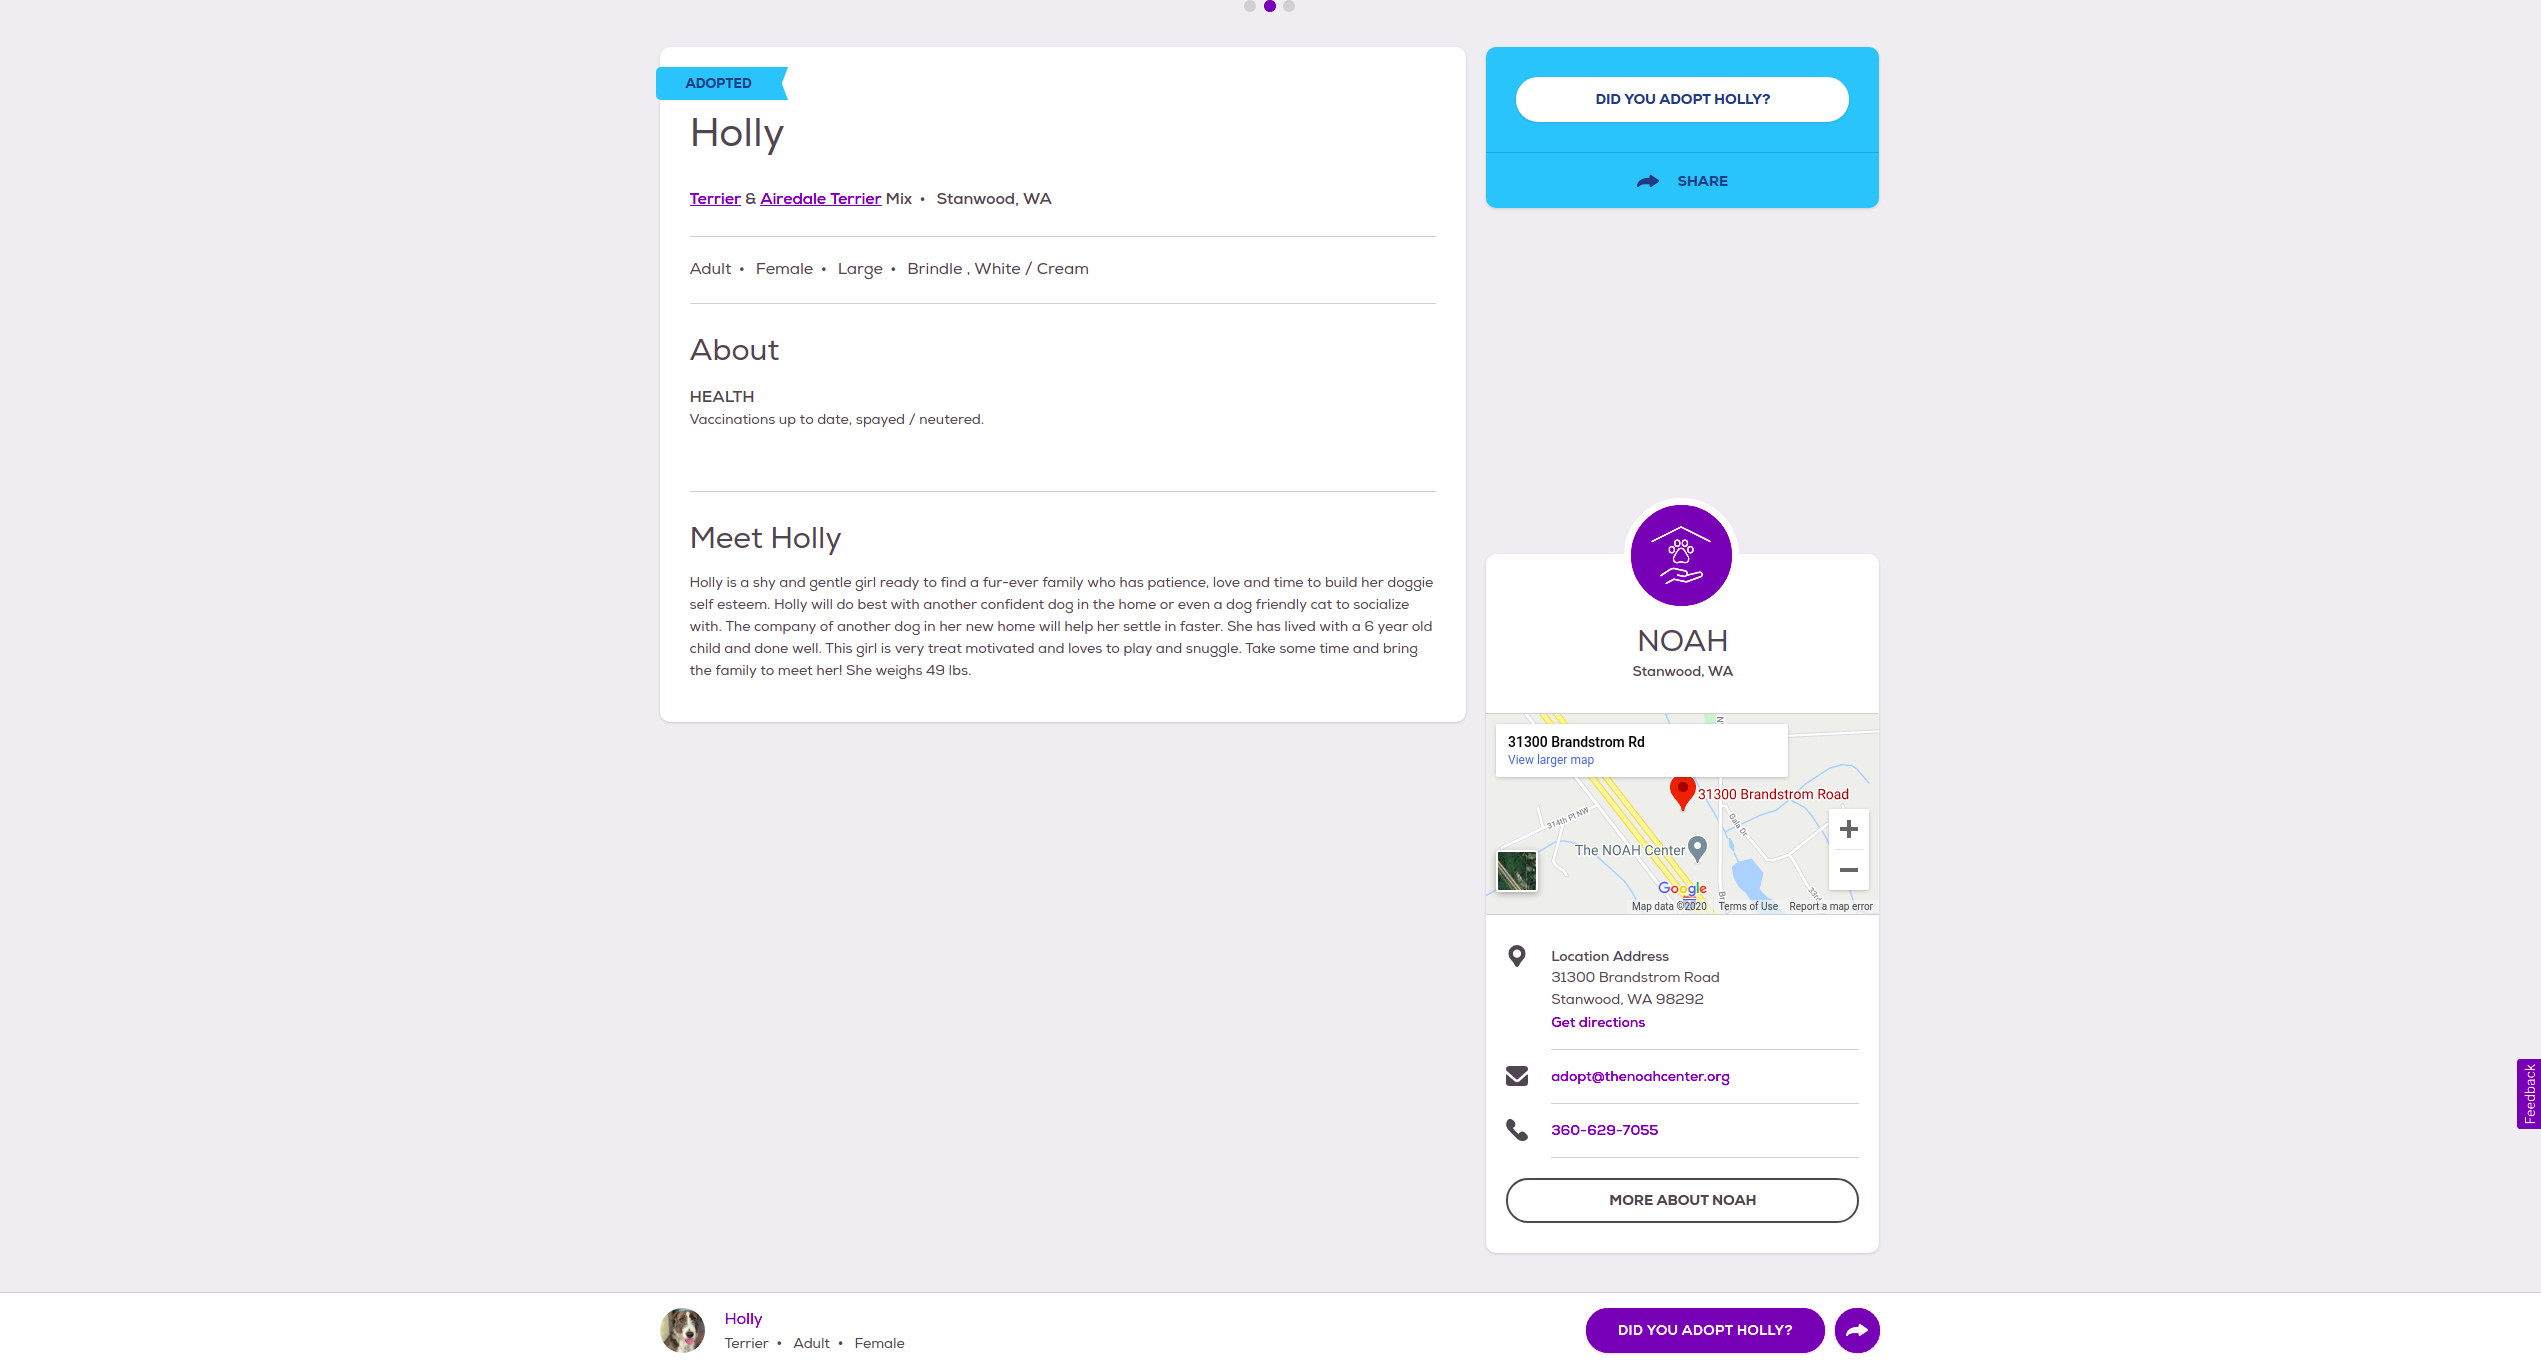 ADOPTED
Holly
Terrier & Airedale Terrier Mix • Stanwood, WA
Adult • Female • Large • Brindle , White / Cream
About
HEALTH
Vaccinations up to date, spayed / neutered.
Meet Holly
Holly is a shy and gentle girl ready to find a fur-ever family who has patience, love and time to build her doggie
self esteem. Holly will do best with another confident dog in the home or even a dog friendly cat to socialize
with. The company of another dog in her new home will help her settle in faster. She has lived with a 6 year old
child and done well. This girl is very treat motivated and loves to play and snuggle. Take some time and bring
the family to meet her! She weighs 49 lbs.
DID YOU ADOPT HOLLY?
SHARE
NOAH
Stanwood, WA
31300 Brandstrom Rd
View larger map
31300 Brandstrom Road
314th Pl NW
Gala Dr
The NOAH Center
Google
Map data ©2020 Terms of Use Report a map error
Location Address
31300 Brandstrom Road
Stanwood, WA 98292
Get directions
adopt@thenoahcenter.org
360-629-7055
MORE ABOUT NOAH
Feedback
Holly
Terrier • Adult • Female
DID YOU ADOPT HOLLY?